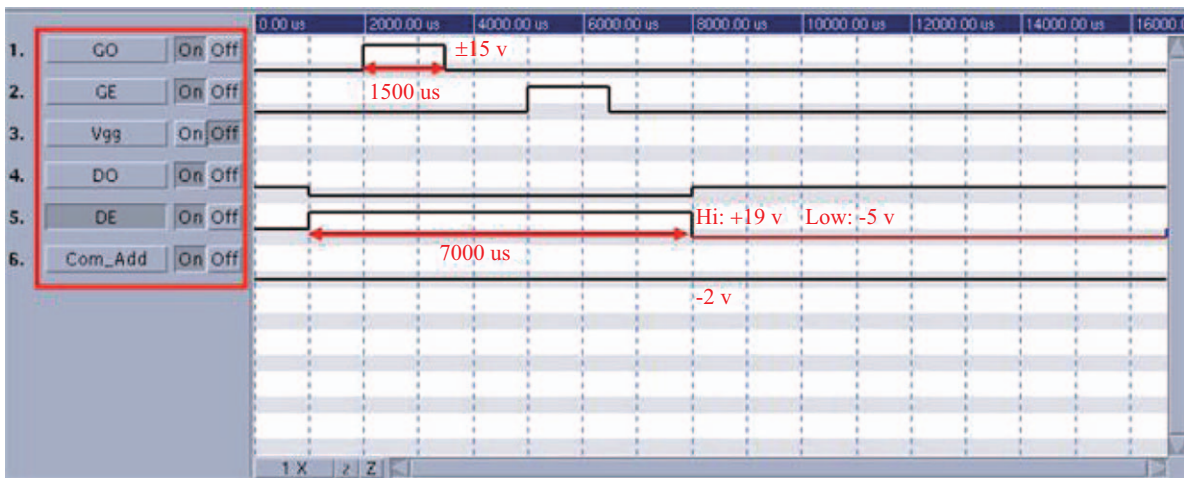 0.00 us 2000.00 us 4000.00 us 6000.00 us 8000.00 us 10000.00 us 12000.00 us 14000.00 us 16000.0
1. GO On Off ±15 v
1500 us
2. GE On Off
3. Vgg On Off
4. DO On Off
5. DE On Off Hi: +19 v Low: -5 v
7000 us
6. Com_Add On Off
-2 v
1 X z Z